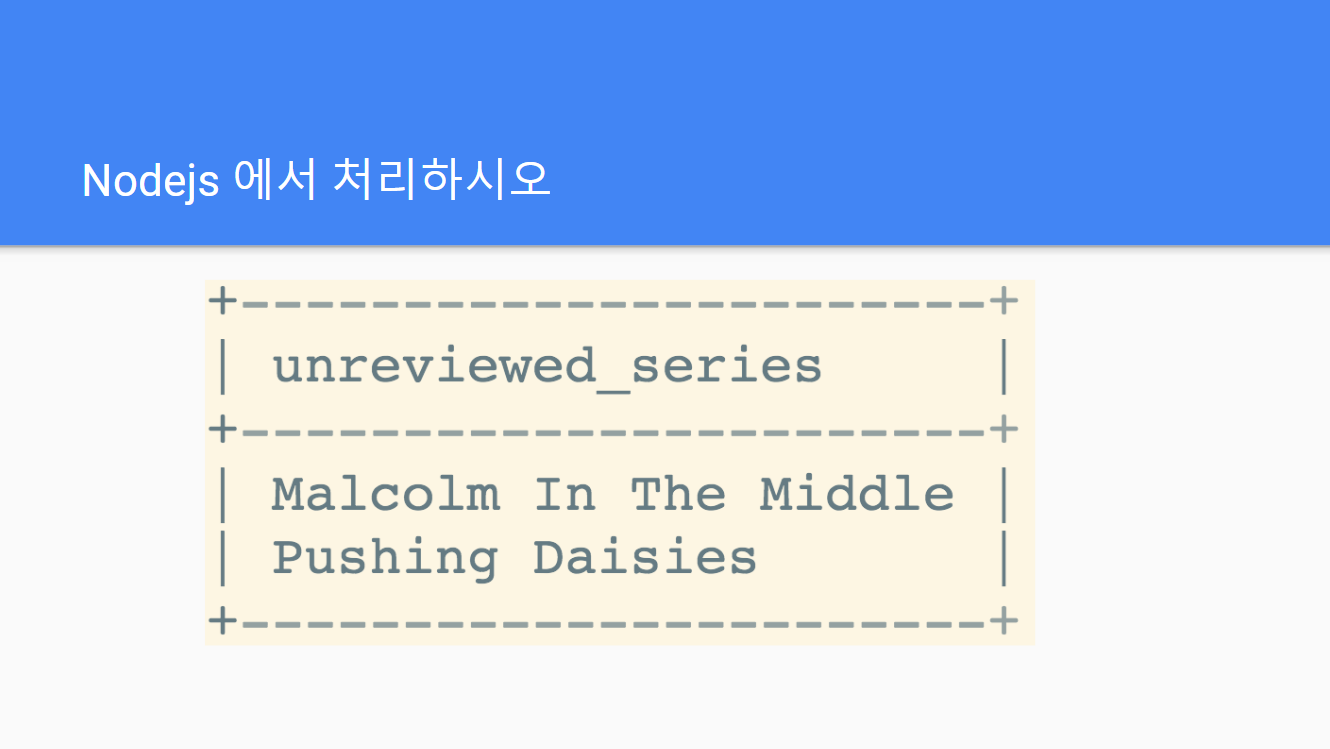 Nodejs 에서 처리하시오
+-----------------------+
| unreviewed_series     |
+-----------------------+
| Malcolm In The Middle |
| Pushing Daisies       |
+-----------------------+